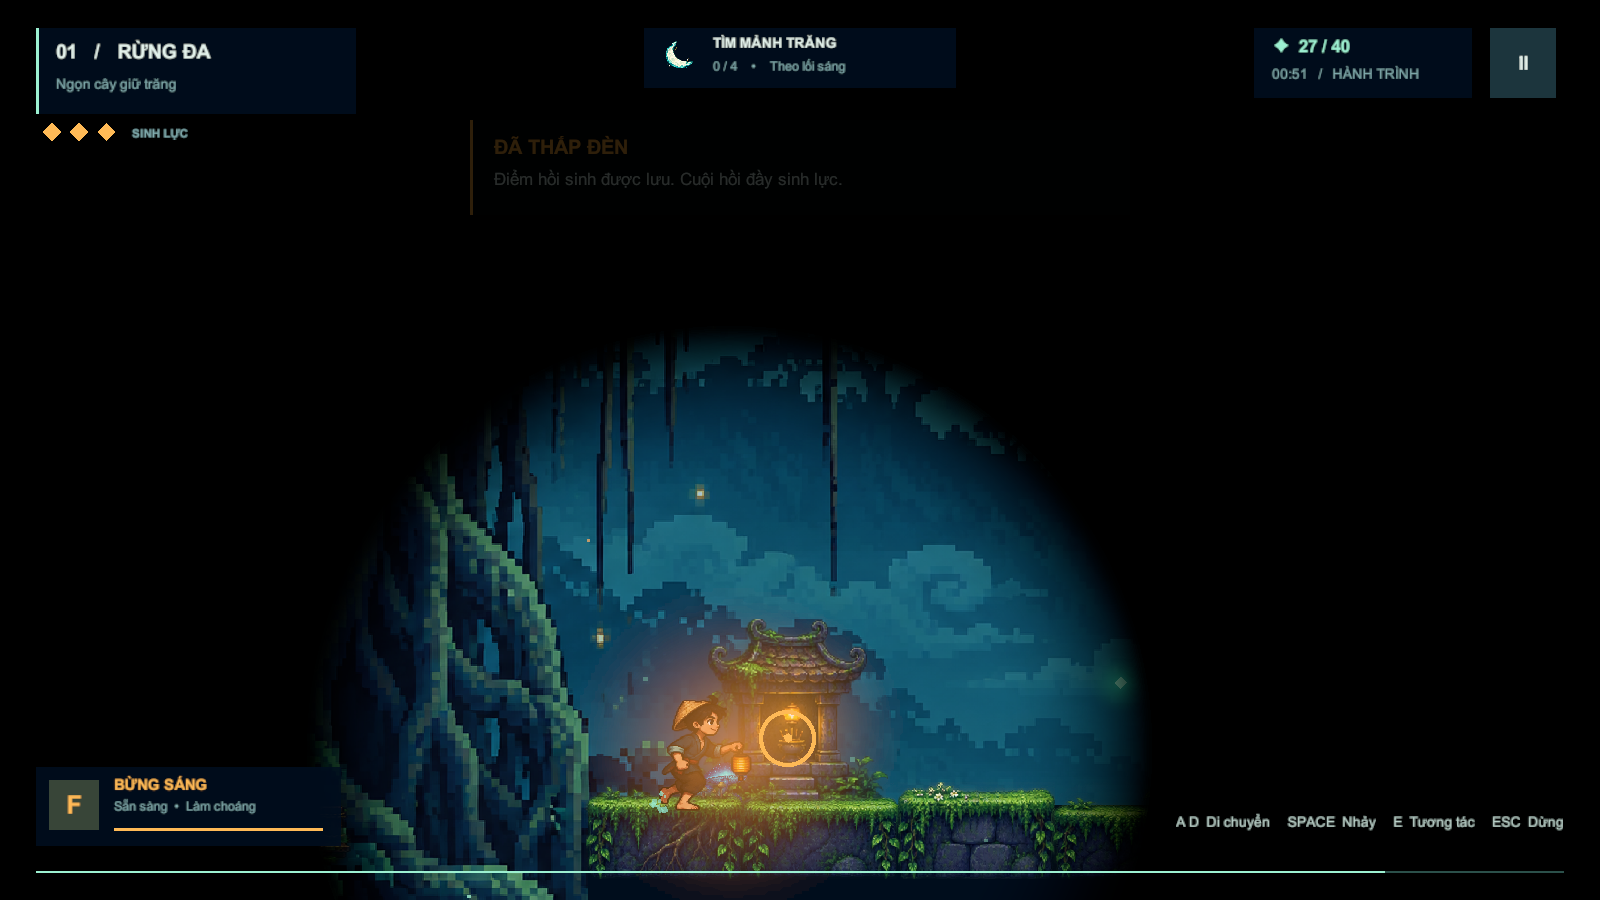 01 / RỪNG ĐA
Ngọn cây giữ trăng
SINH LỰC
TÌM MẢNH TRĂNG
0 / 4 • Theo lối sáng
27 / 40
00:51 / HÀNH TRÌNH
ĐÃ THẮP ĐÈN
Điểm hồi sinh được lưu. Cuội hồi đầy sinh lực.
F
BỪNG SÁNG
Sẵn sàng • Làm choáng
A D Di chuyển SPACE Nhảy E Tương tác ESC Dừng